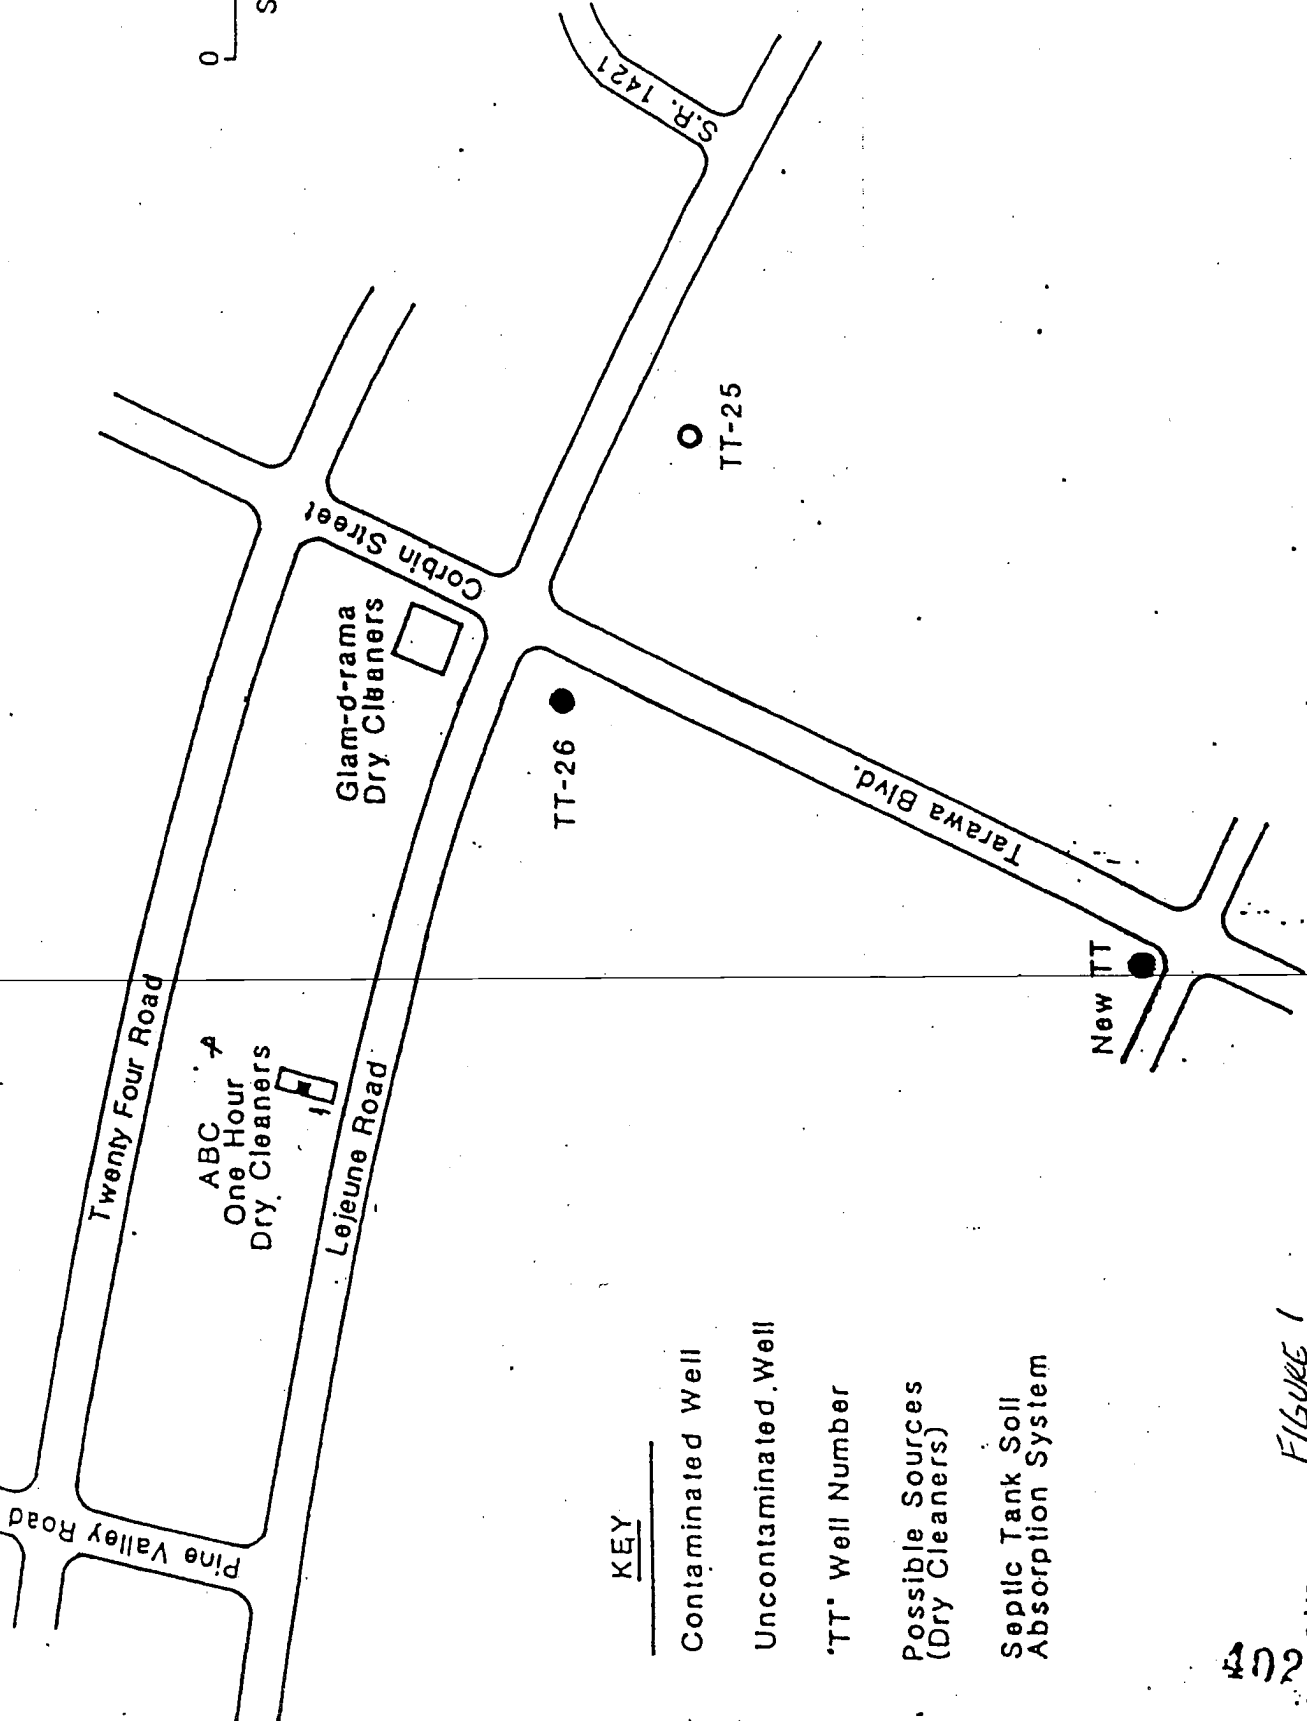 0
S
S.R. 1421
Corbin Street
Glam-d-rama
Dry Cleaners
TT-25
TT-26
Tarawa Blvd.
New TT
Twenty Four Road
ABC
One Hour
Dry Cleaners
Lejeune Road
Pine Valley Road
KEY
Contaminated Well
Uncontaminated Well
"TT" Well Number
Possible Sources
(Dry Cleaners)
Septic Tank Soil
Absorption System
FIGURE 1